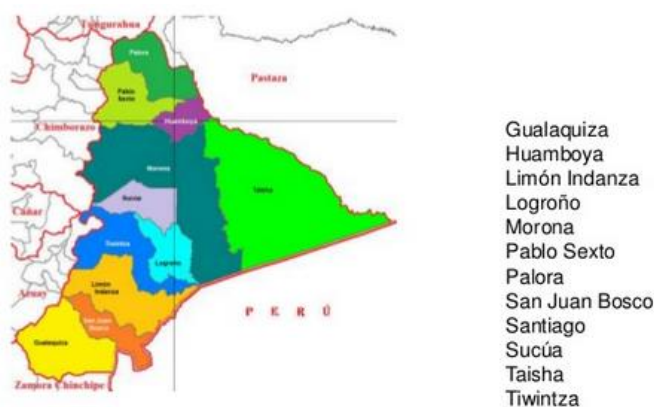 Tungurahua
Palora
Pastaza
Pablo
Sexto
Huamboya
Chimborazo
Morona
Taisha
Sucúa
Cañar
Santiago
Logroño
Limón
Indanza
Azuay
San Juan
Bosco
P E R Ú
Gualaquiza
Zamora Chinchipe
Gualaquiza
Huamboya
Limón Indanza
Logroño
Morona
Pablo Sexto
Palora
San Juan Bosco
Santiago
Sucúa
Taisha
Tiwintza